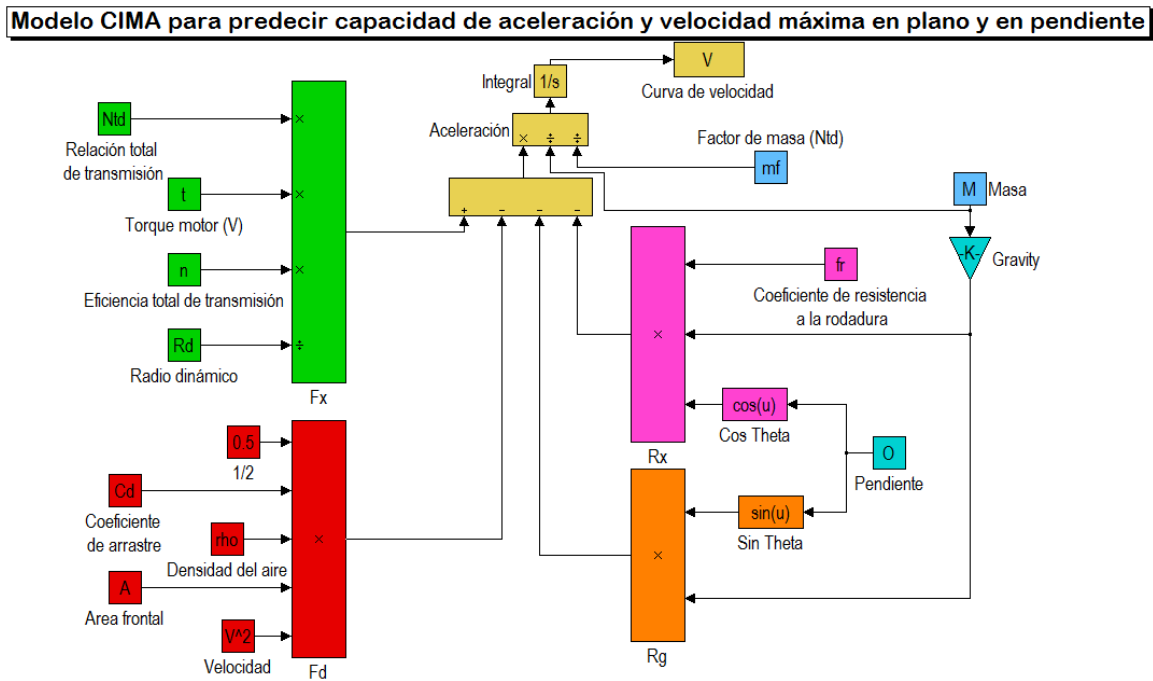 Modelo CIMA para predecir capacidad de aceleración y velocidad máxima en plano y en pendiente
V
Curva de velocidad
Integral
1/s
Aceleración
×
÷
÷
Factor de masa (Ntd)
mf
M
Masa
-K-
Gravity
+
−
−
−
Ntd
Relación total
de transmisión
×
t
Torque motor (V)
×
n
Eficiencia total de transmisión
×
Rd
Radio dinámico
÷
Fx
fr
Coeficiente de resistencia
a la rodadura
×
cos(u)
Cos Theta
Rx
O
Pendiente
sin(u)
Sin Theta
×
Rg
0.5
1/2
Cd
Coeficiente
de arrastre
rho
Densidad del aire
×
A
Area frontal
V^2
Velocidad
Fd